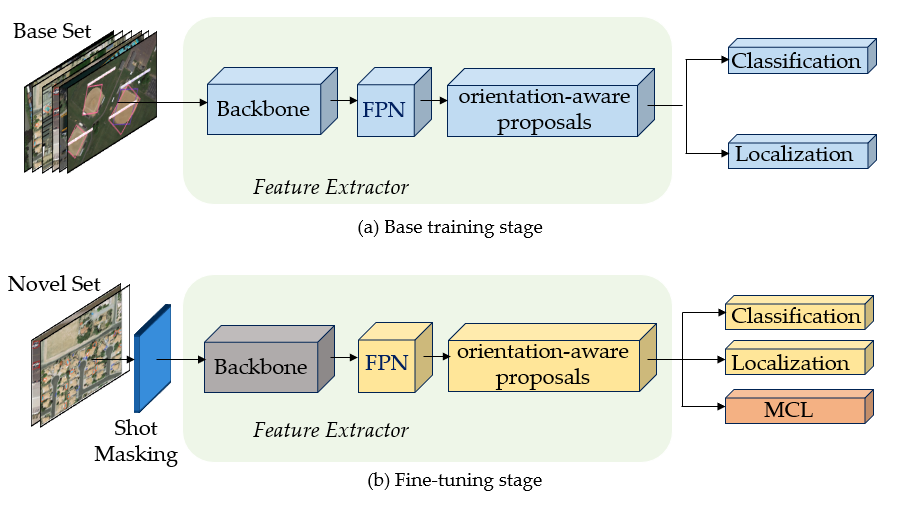 Base Set
Backbone
FPN
orientation-aware
proposals
Classification
Localization
Feature Extractor
(a) Base training stage
Novel Set
Shot
Masking
Backbone
FPN
orientation-aware
proposals
Classification
Localization
MCL
Feature Extractor
(b) Fine-tuning stage